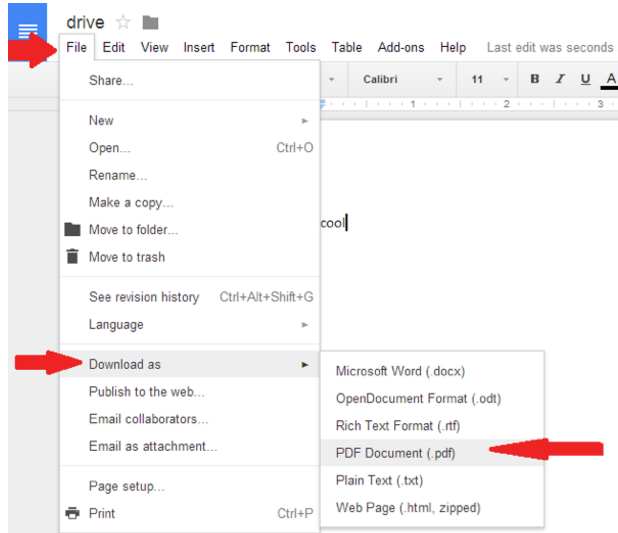 drive
File Edit View Insert Format Tools Table Add-ons Help Last edit was seconds
Share...
Calibri 11 B I U A
1 2 3
New
Open... Ctrl+O
Rename...
Make a copy...
cool
Move to folder...
Move to trash
See revision history Ctrl+Alt+Shift+G
Language
Download as
Publish to the web...
Email collaborators...
Email as attachment...
Page setup...
Print Ctrl+P
Microsoft Word (.docx)
OpenDocument Format (.odt)
Rich Text Format (.rtf)
PDF Document (.pdf)
Plain Text (.txt)
Web Page (.html, zipped)